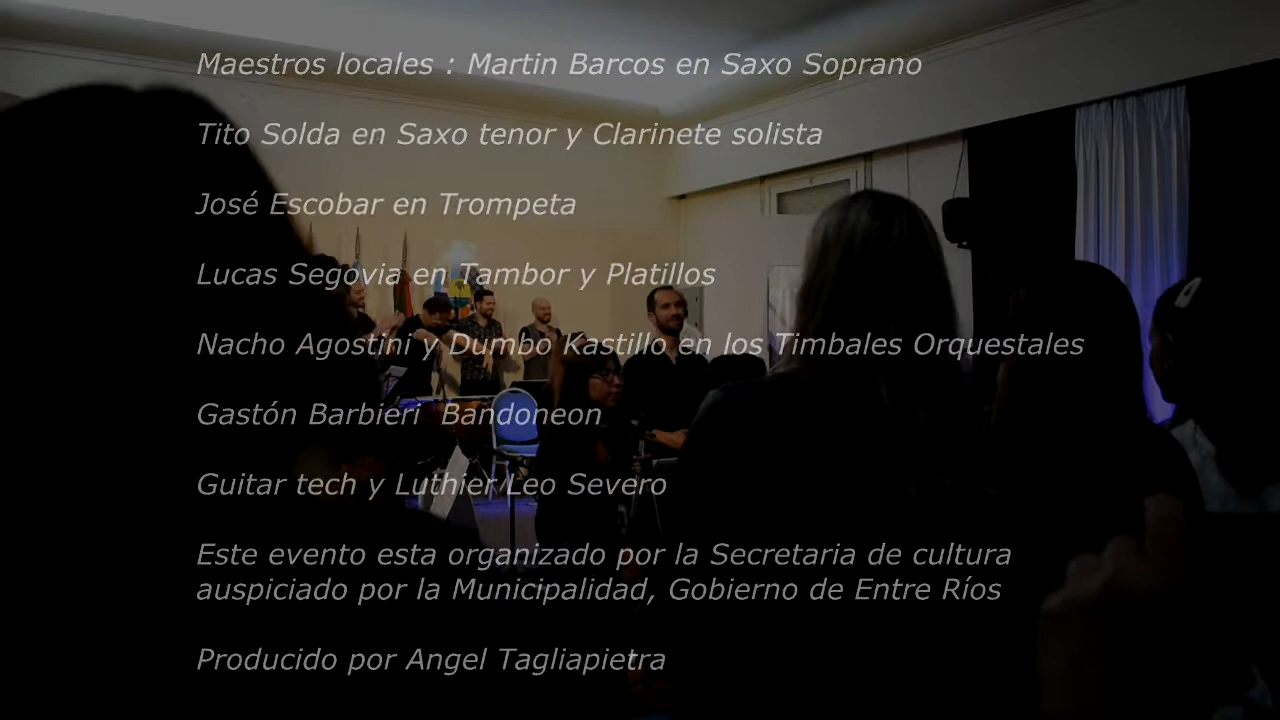 Maestros locales : Martin Barcos en Saxo Soprano
Tito Solda en Saxo tenor y Clarinete solista
José Escobar en Trompeta
Lucas Segovia en Tambor y Platillos
Nacho Agostini y Dumbo Kastillo en los Timbales Orquestales
Gastón Barbieri  Bandoneon
Guitar tech y Luthier Leo Severo
Este evento esta organizado por la Secretaria de cultura
auspiciado por la Municipalidad, Gobierno de Entre Ríos
Producido por Angel Tagliapietra